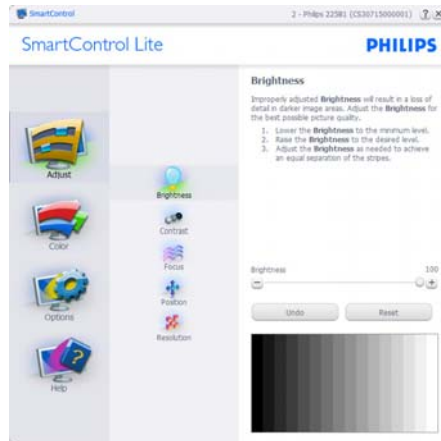 SmartControl
2 - Philips 225B1 (CS30715000001)
SmartControl Lite
PHILIPS
Adjust
Color
Options
Help
Brightness
Contrast
Focus
Position
Resolution
Brightness
Improperly adjusted Brightness will result in a loss of
detail in darker image areas. Adjust the Brightness for
the best possible picture quality.
1. Lower the Brightness to the minimum level.
2. Raise the Brightness to the desired level.
3. Adjust the Brightness as needed to achieve
an equal separation of the stripes.
Brightness 100
Undo
Reset